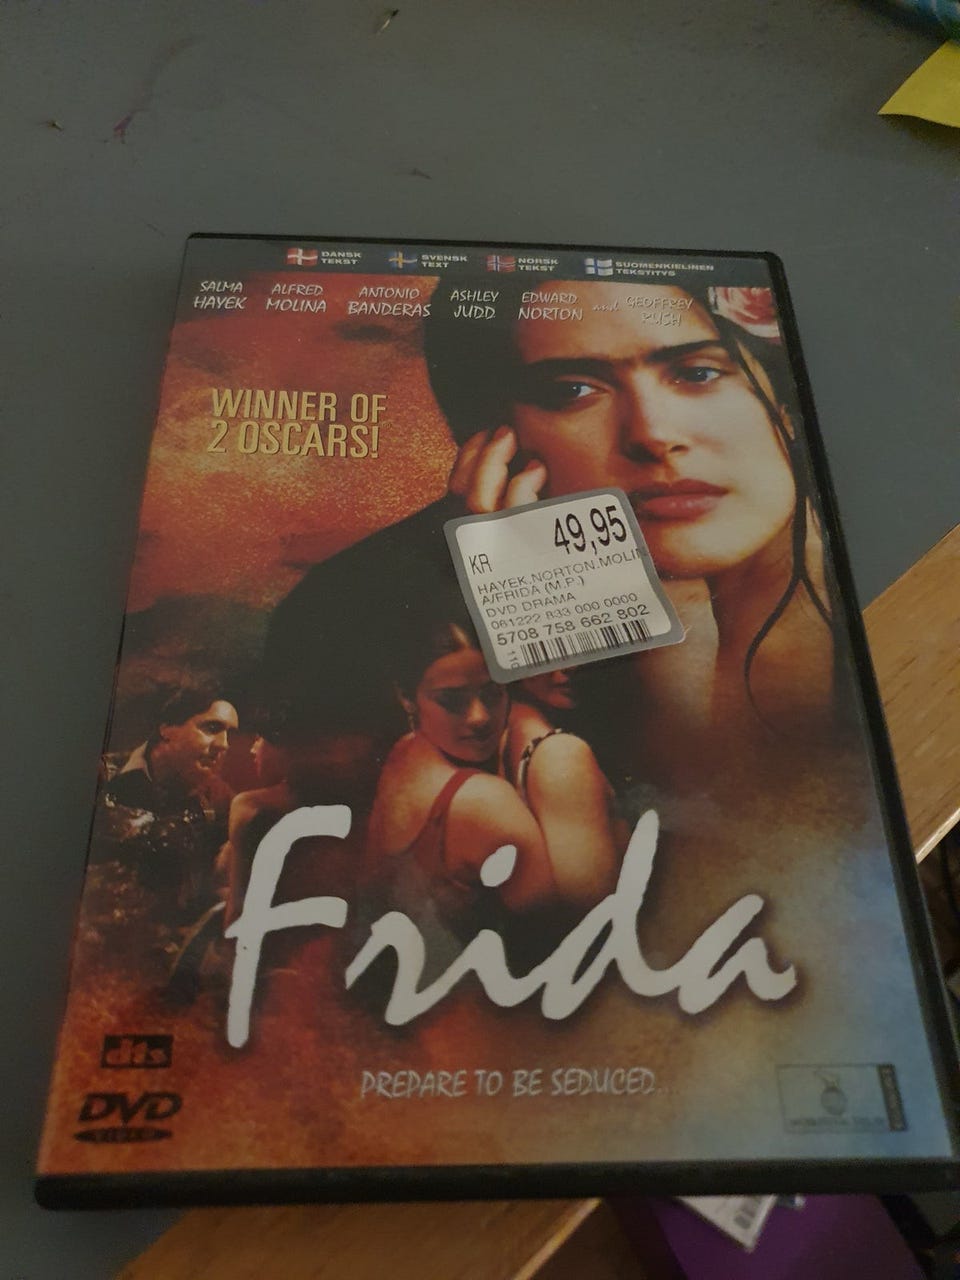 DANSK
TEKST
SVENSK
TEXT
NORSK
TEKST
SUOMENKIELINEN
TEKSTITYS
SALMA
HAYEK
ALFRED
MOLINA
ANTONIO
BANDERAS
ASHLEY
JUDD
EDWARD
NORTON
and GEOFFREY
RUSH
WINNER OF
2 OSCARS!
KR 49,95
HAYEK.NORTON.MOLIN
A/FRIDA (M.P.)
DVD DRAMA
081222 833 000 0000
5708 758 662 802
Frida
PREPARE TO BE SEDUCED...
dts
DVD
VIDEO